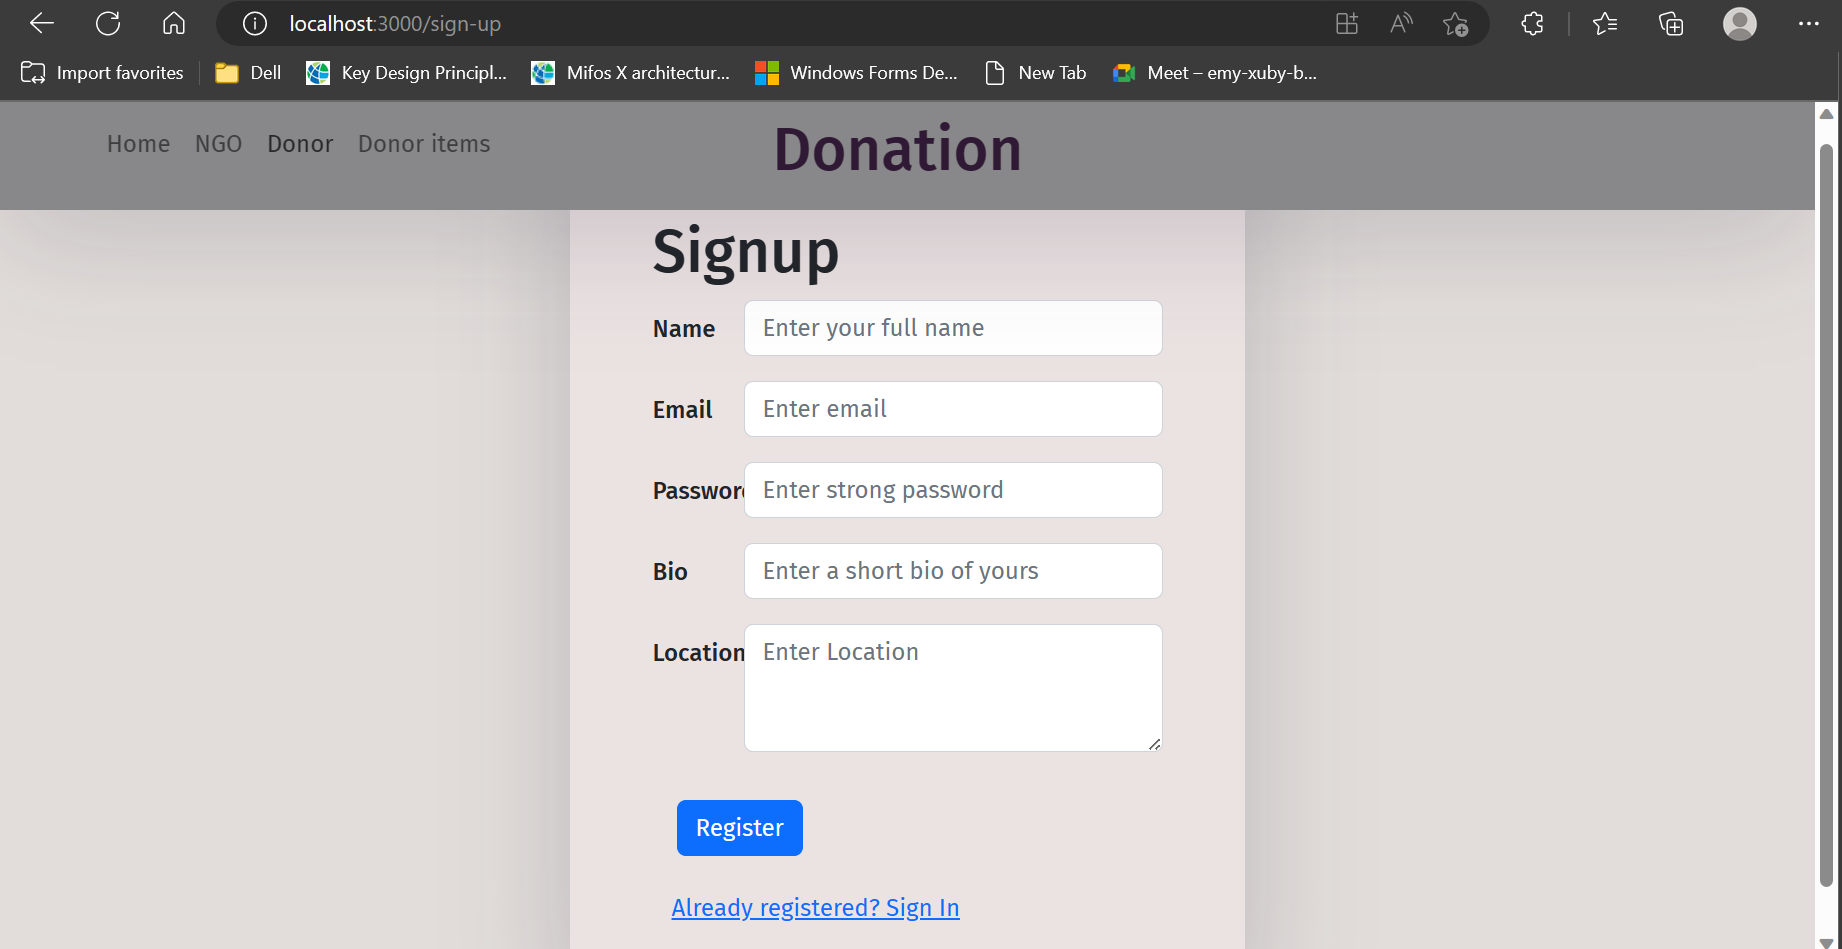 localhost:3000/sign-up
Import favorites Dell Key Design Principl... Mifos X architectur... Windows Forms De... New Tab Meet – emy-xuby-b...
Home NGO Donor Donor items Donation
Signup
Name Enter your full name
Email Enter email
Password Enter strong password
Bio Enter a short bio of yours
Location Enter Location
Register
Already registered? Sign In